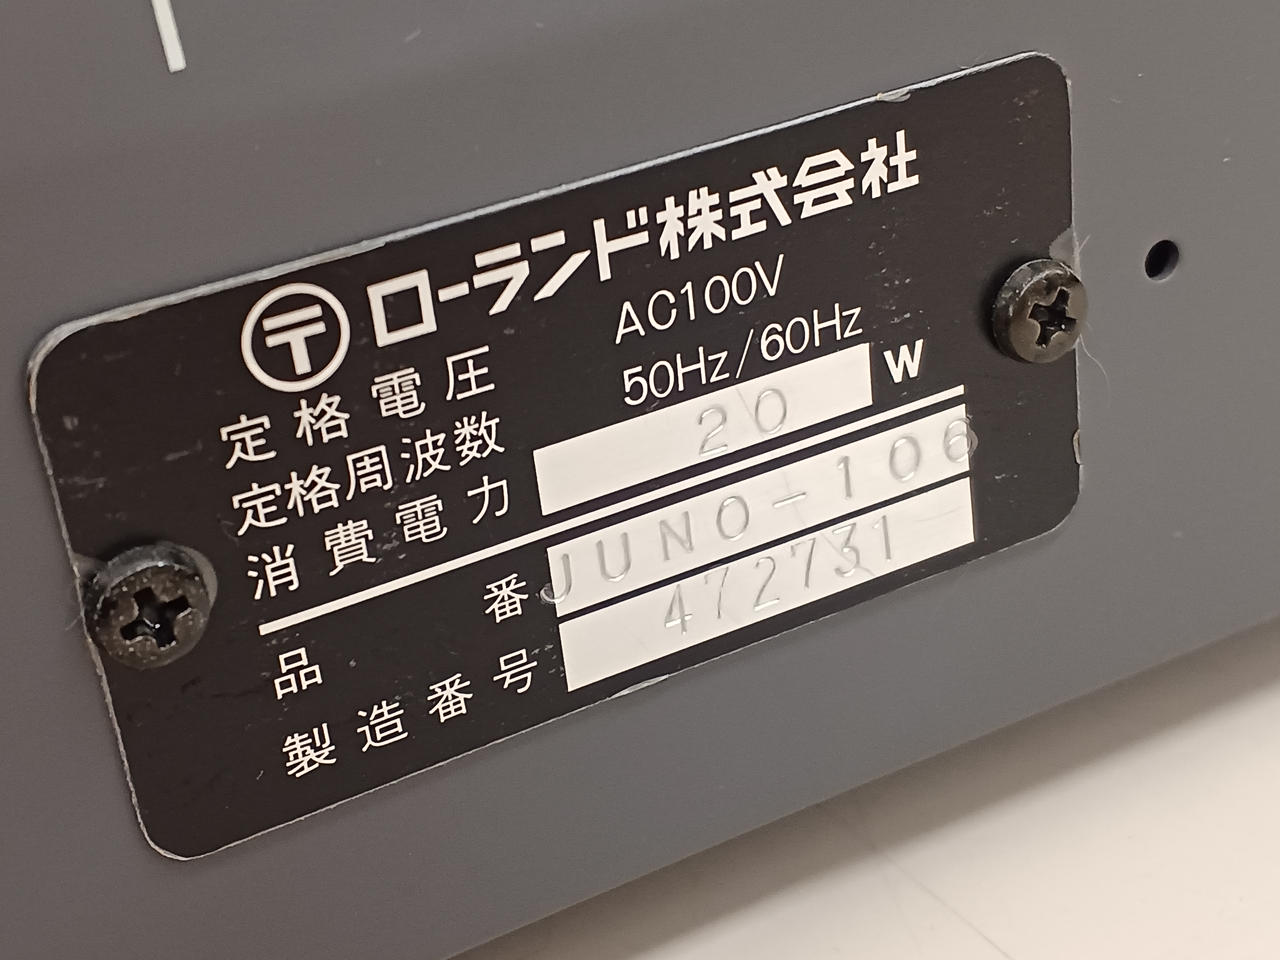 〒 ローランド株式会社
定格電圧 AC100V
定格周波数 50Hz/60Hz
消費電力 20 W
品番 JUNO-106
製造番号 472731